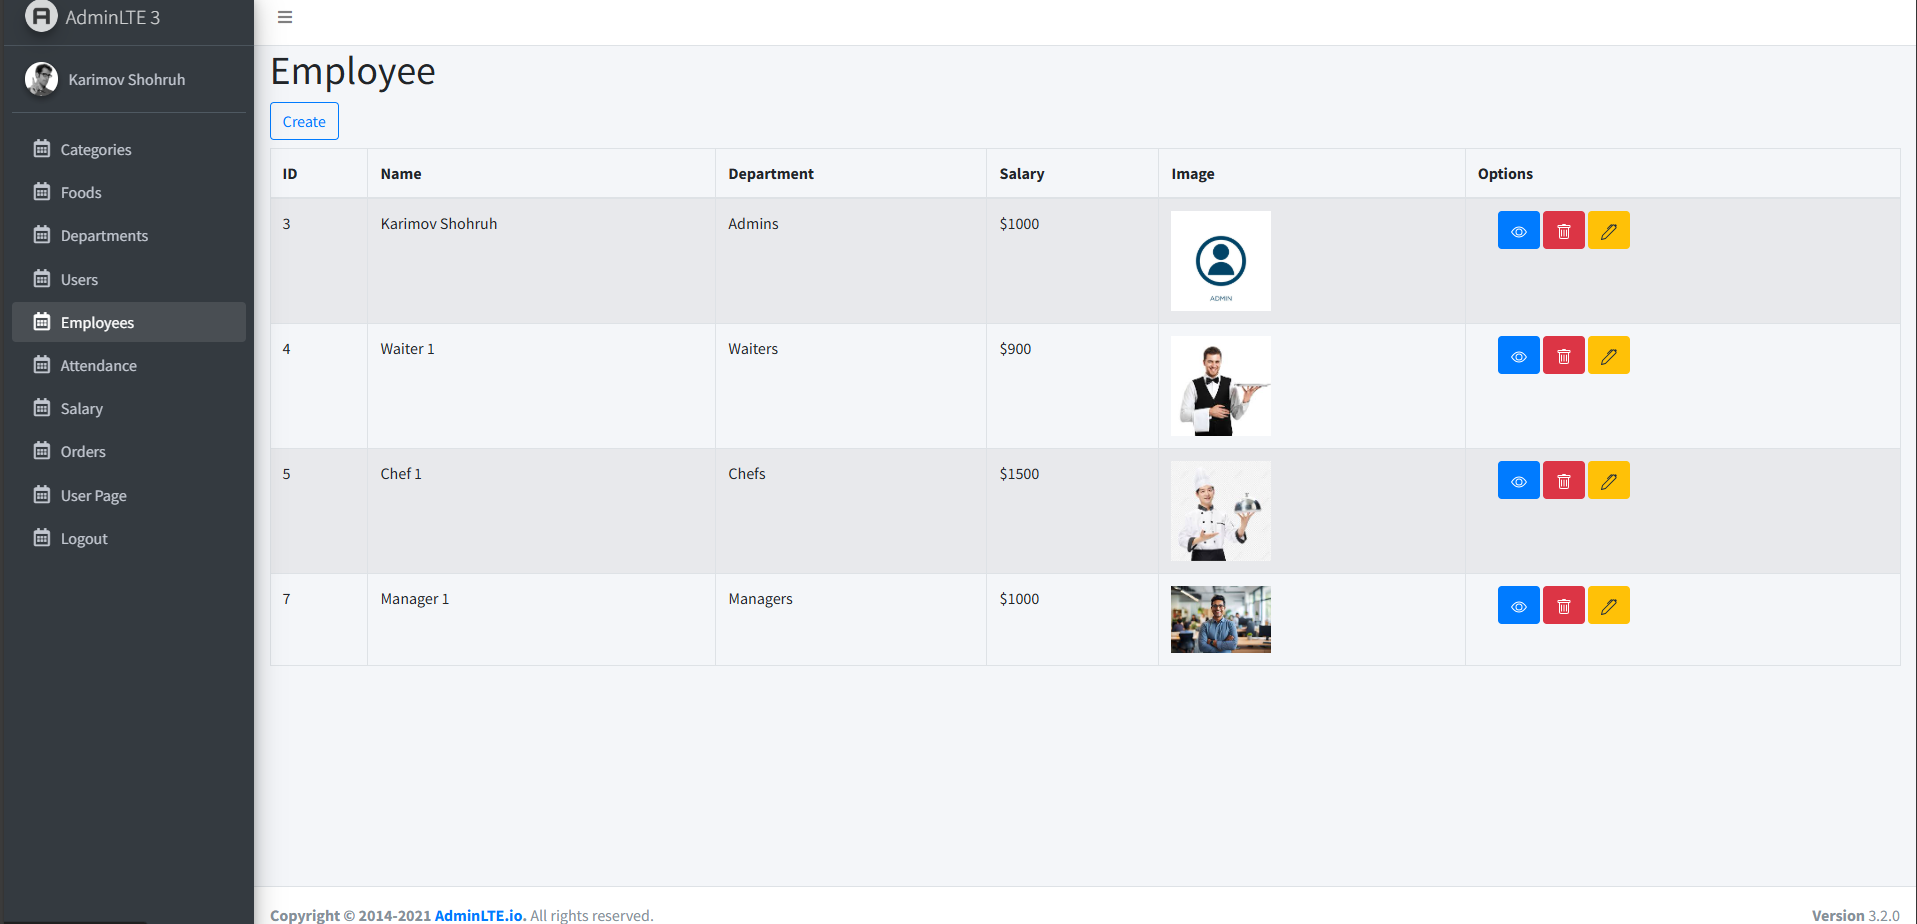 AdminLTE 3
Karimov Shohruh
Categories
Foods
Departments
Users
Employees
Attendance
Salary
Orders
User Page
Logout
Employee
Create
ID Name Department Salary Image Options
3 Karimov Shohruh Admins $1000
ADMIN
4 Waiter 1 Waiters $900
5 Chef 1 Chefs $1500
7 Manager 1 Managers $1000
Copyright © 2014-2021 AdminLTE.io. All rights reserved.
Version 3.2.0